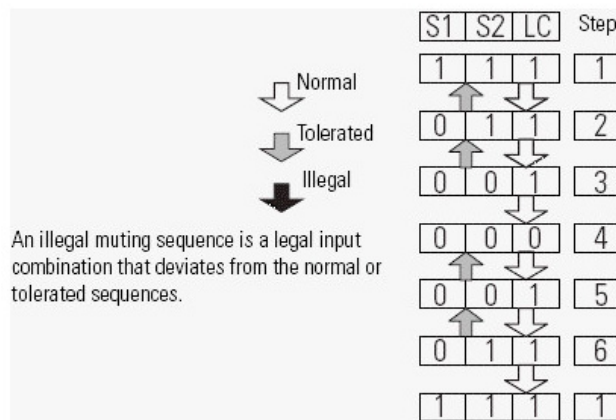 S1 S2 LC Step
1 1 1 1
Normal
0 1 1 2
Tolerated
0 0 1 3
Illegal
An illegal muting sequence is a legal input
combination that deviates from the normal or
tolerated sequences.
0 0 0 4
0 0 1 5
0 1 1 6
1 1 1 1